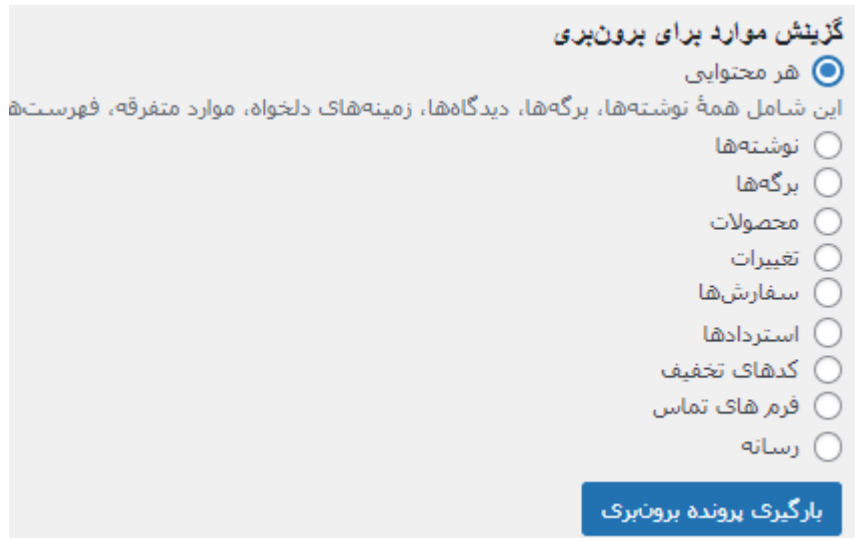 گزینش موارد برای برون‌بری
هر محتوایی
این شامل همهٔ نوشته‌ها، برگه‌ها، دیدگاه‌ها، زمینه‌های دلخواه، موارد متفرقه، فهرست‌ه
نوشته‌ها
برگه‌ها
محصولات
تغییرات
سفارش‌ها
استردادها
کدهای تخفیف
فرم های تماس
رسانه
بارگیری پرونده برون‌بری